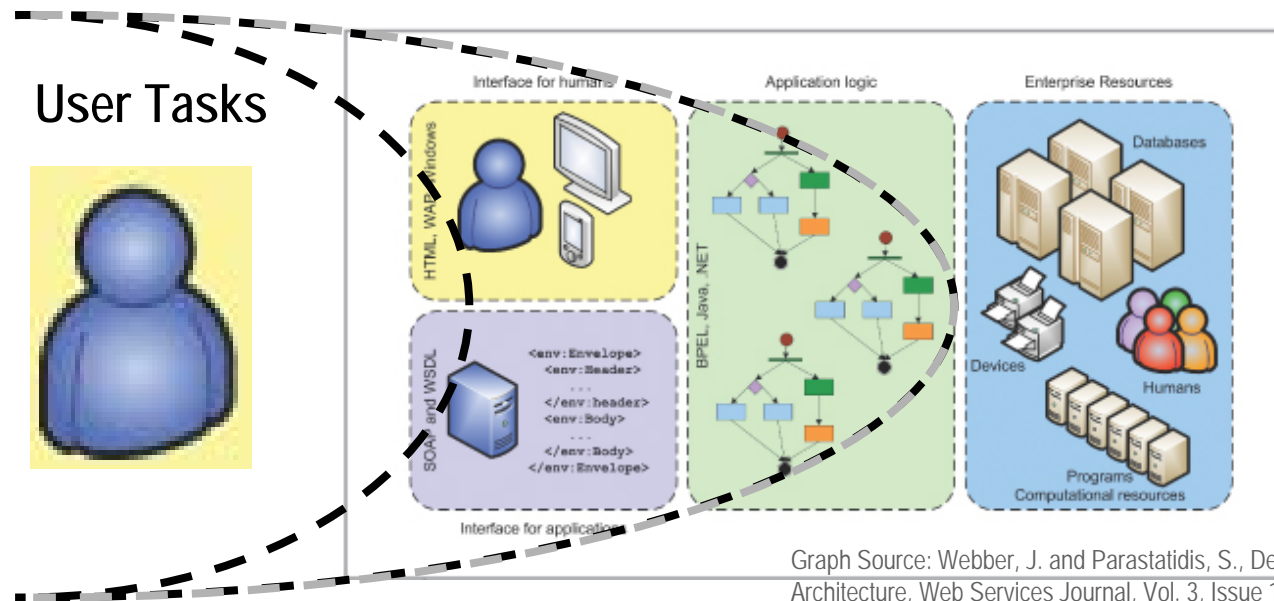 User Tasks
Interface for humans
HTML, WAP, Windows
SOAP and WSDL
<env:Envelope>
<env:Header>
...
</env:header>
<env:Body>
...
</env:Body>
</env:Envelope>
Interface for applications
Application logic
BPEL, Java, .NET
Enterprise Resources
Databases
Devices
Humans
Programs
Computational resources
Graph Source: Webber, J. and Parastatidis, S., De
Architecture. Web Services Journal, Vol. 3, Issue 1